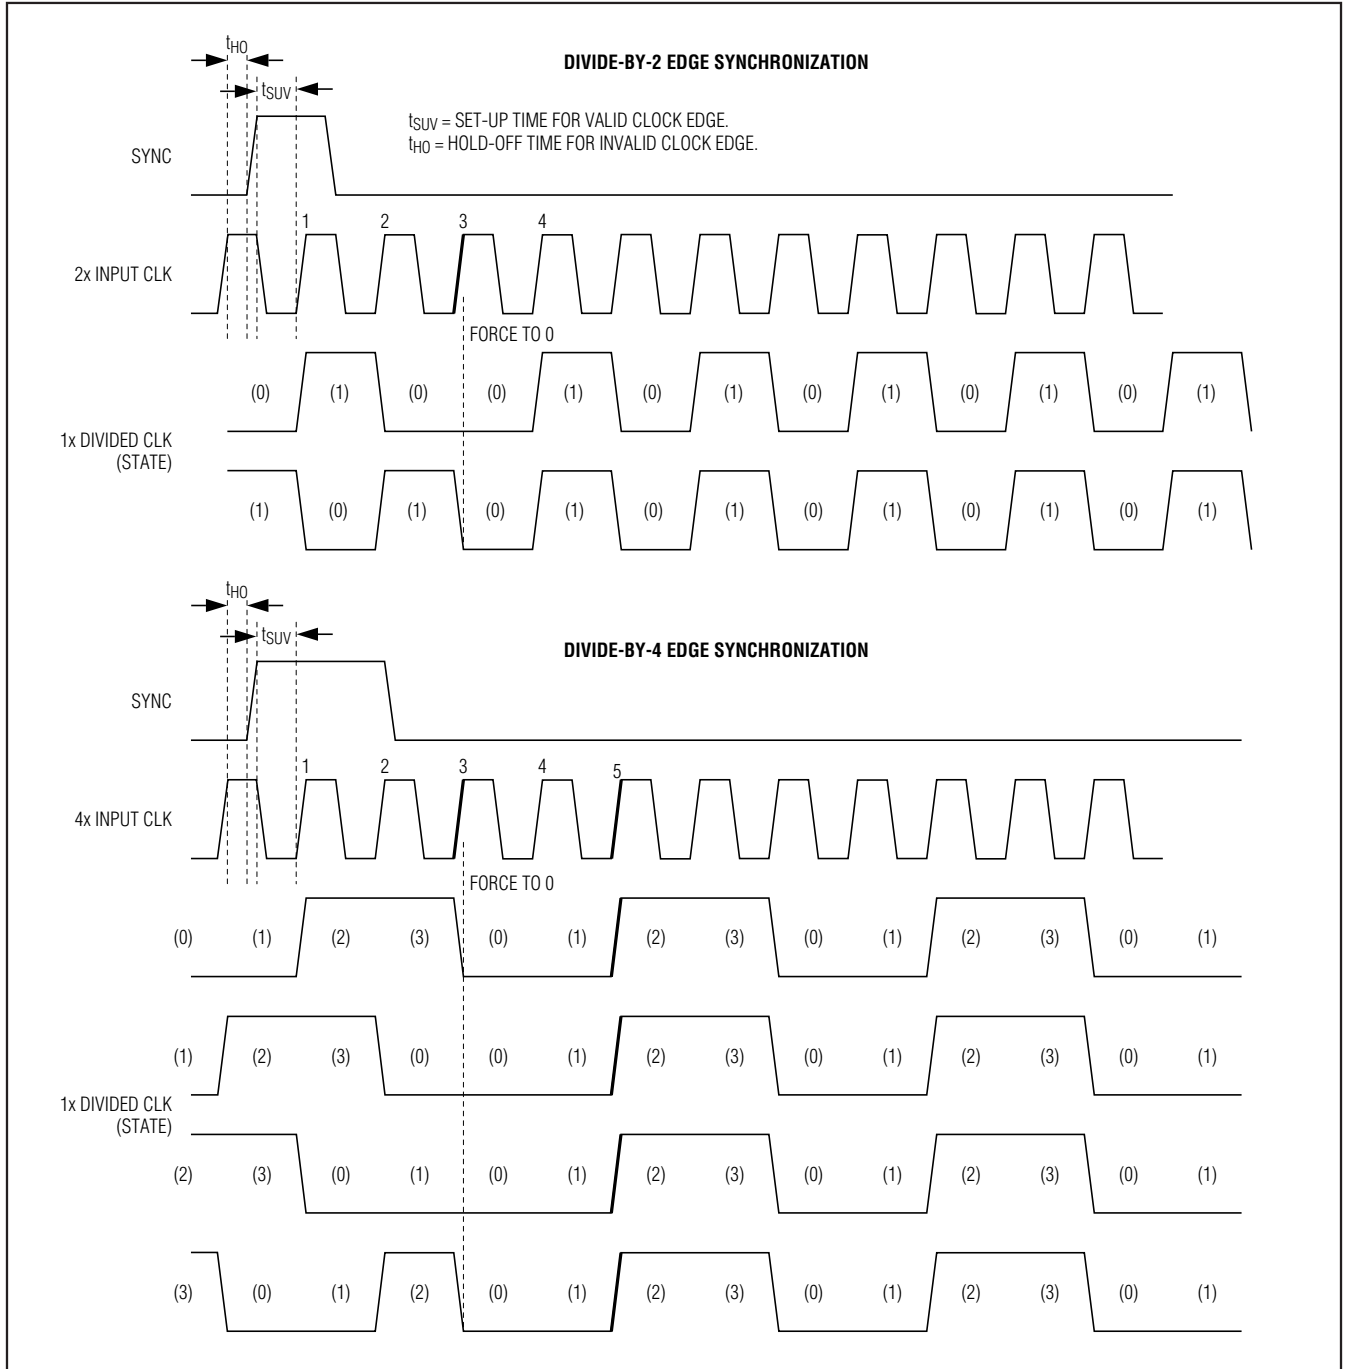 tHO
DIVIDE-BY-2 EDGE SYNCHRONIZATION
tSUV
tSUV = SET-UP TIME FOR VALID CLOCK EDGE.
tHO = HOLD-OFF TIME FOR INVALID CLOCK EDGE.
SYNC
1 2 3 4
2x INPUT CLK
FORCE TO 0
(0) (1) (0) (0) (1) (0) (1) (0) (1) (0) (1) (0) (1)
1x DIVIDED CLK
(STATE)
(1) (0) (1) (0) (1) (0) (1) (0) (1) (0) (1) (0) (1)
tHO
tSUV
DIVIDE-BY-4 EDGE SYNCHRONIZATION
SYNC
1 2 3 4 5
4x INPUT CLK
FORCE TO 0
(0) (1) (2) (3) (0) (1) (2) (3) (0) (1) (2) (3) (0) (1)
(1) (2) (3) (0) (0) (1) (2) (3) (0) (1) (2) (3) (0) (1)
1x DIVIDED CLK
(STATE)
(2) (3) (0) (1) (0) (1) (2) (3) (0) (1) (2) (3) (0) (1)
(3) (0) (1) (2) (0) (1) (2) (3) (0) (1) (2) (3) (0) (1)